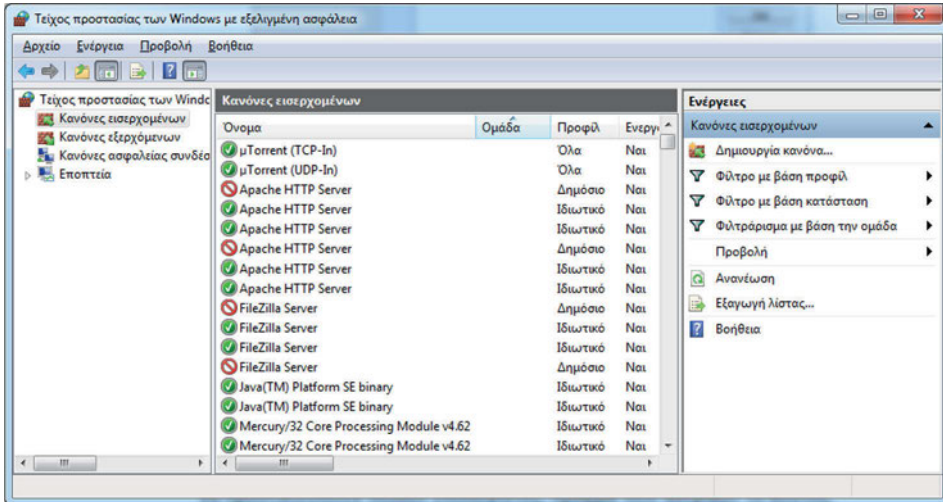 Τείχος προστασίας των Windows με εξελιγμένη ασφάλεια
Αρχείο Ενέργεια Προβολή Βοήθεια
Τείχος προστασίας των Windc
Κανόνες εισερχομένων
Κανόνες εξερχόμενων
Κανόνες ασφαλείας συνδέσ
Εποπτεία
Κανόνες εισερχομένων
Όνομα Ομάδα Προφίλ Ενεργι
μTorrent (TCP-In) Όλα Ναι
μTorrent (UDP-In) Όλα Ναι
Apache HTTP Server Δημόσιο Ναι
Apache HTTP Server Ιδιωτικό Ναι
Apache HTTP Server Ιδιωτικό Ναι
Apache HTTP Server Δημόσιο Ναι
Apache HTTP Server Ιδιωτικό Ναι
Apache HTTP Server Ιδιωτικό Ναι
FileZilla Server Δημόσιο Ναι
FileZilla Server Ιδιωτικό Ναι
FileZilla Server Ιδιωτικό Ναι
FileZilla Server Δημόσιο Ναι
Java(TM) Platform SE binary Ιδιωτικό Ναι
Java(TM) Platform SE binary Ιδιωτικό Ναι
Mercury/32 Core Processing Module v4.62 Ιδιωτικό Ναι
Mercury/32 Core Processing Module v4.62 Ιδιωτικό Ναι
Ενέργειες
Κανόνες εισερχομένων
Δημιουργία κανόνα...
Φίλτρο με βάση προφίλ
Φίλτρο με βάση κατάσταση
Φιλτράρισμα με βάση την ομάδα
Προβολή
Ανανέωση
Εξαγωγή λίστας...
Βοήθεια